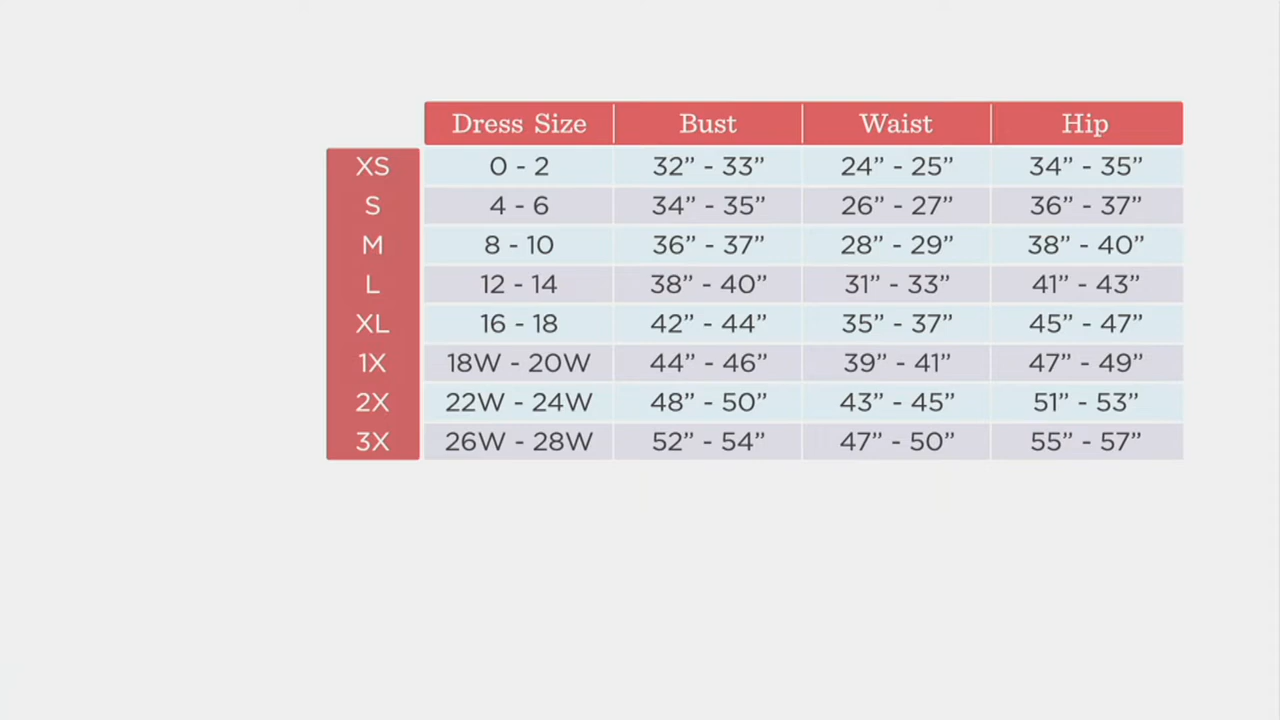 Dress Size Bust Waist Hip
XS 0 - 2 32” - 33” 24” - 25” 34” - 35”
S 4 - 6 34” - 35” 26” - 27” 36” - 37”
M 8 - 10 36” - 37” 28” - 29” 38” - 40”
L 12 - 14 38” - 40” 31” - 33” 41” - 43”
XL 16 - 18 42” - 44” 35” - 37” 45” - 47”
1X 18W - 20W 44” - 46” 39” - 41” 47” - 49”
2X 22W - 24W 48” - 50” 43” - 45” 51” - 53”
3X 26W - 28W 52” - 54” 47” - 50” 55” - 57”